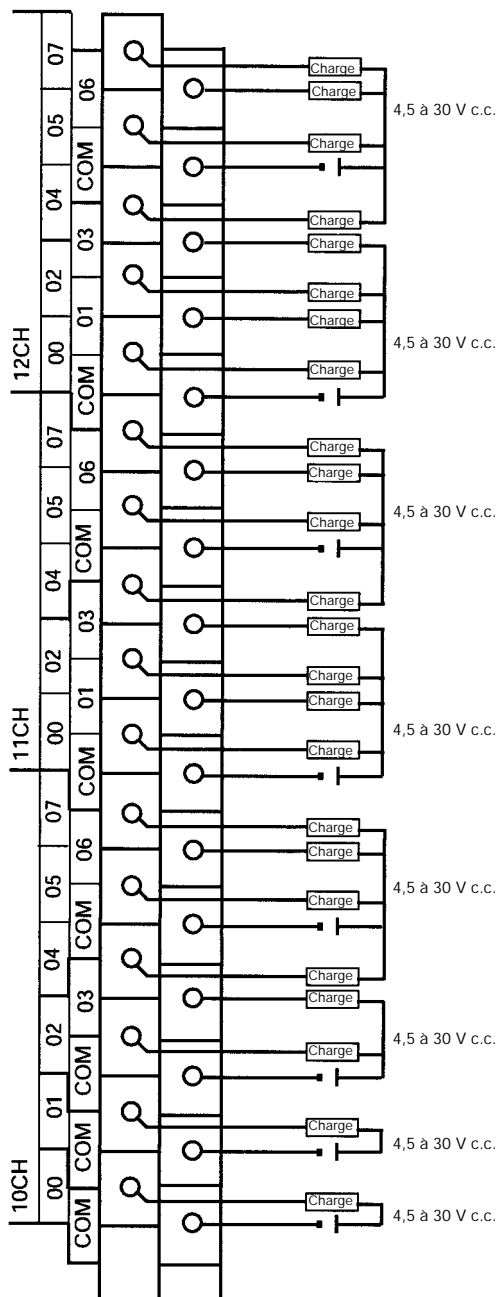 10CH 11CH 12CH
00 01 02 04 05 07 00 02 04 05 07 00 02 04 05 07
COM COM COM 03 COM 06 COM 01 03 COM 06 COM 01 03 COM 06
Charge
Charge
4,5 à 30 V c.c.
Charge
Charge
Charge
Charge
Charge
4,5 à 30 V c.c.
Charge
Charge
Charge
4,5 à 30 V c.c.
Charge
Charge
Charge
Charge
Charge
4,5 à 30 V c.c.
Charge
Charge
Charge
4,5 à 30 V c.c.
Charge
Charge
Charge
4,5 à 30 V c.c.
Charge
Charge
4,5 à 30 V c.c.
Charge
4,5 à 30 V c.c.